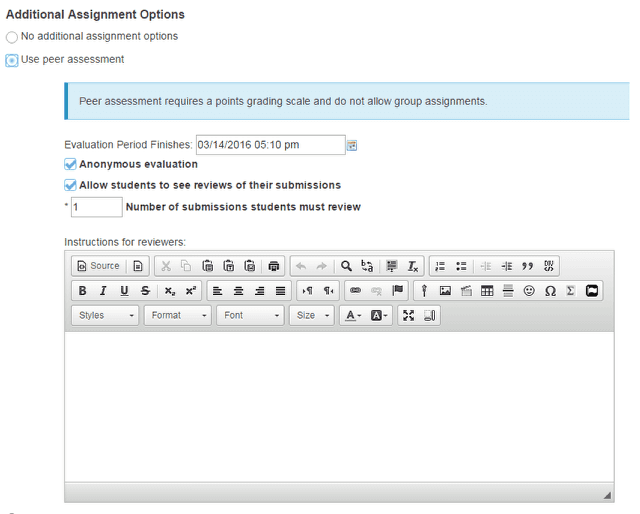 Additional Assignment Options
No additional assignment options
Use peer assessment
Peer assessment requires a points grading scale and do not allow group assignments.
Evaluation Period Finishes: 03/14/2016 05:10 pm
Anonymous evaluation
Allow students to see reviews of their submissions
* 1 Number of submissions students must review
Instructions for reviewers:
Source
B I U S x₂ x²
Styles Format Font Size A A